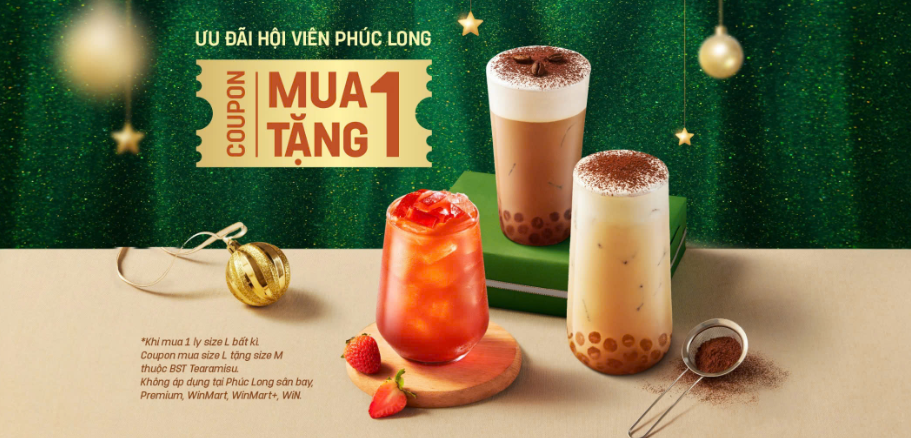 ƯU ĐÃI HỘI VIÊN PHÚC LONG
COUPON
MUA 1
TẶNG 1
*Khi mua 1 ly size L bất kì.
Coupon mua size L tặng size M
thuộc BST Tearamisu.
Không áp dụng tại Phúc Long sân bay,
Premium, WinMart, WinMart+, WiN.